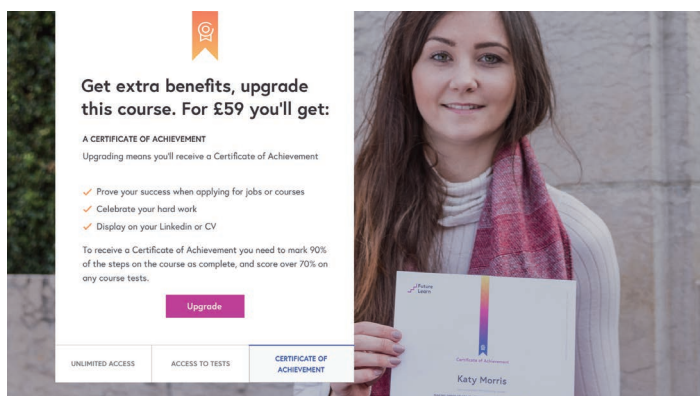 Get extra benefits, upgrade
this course. For £59 you'll get:
A CERTIFICATE OF ACHIEVEMENT
Upgrading means you'll receive a Certificate of Achievement
Prove your success when applying for jobs or courses
Celebrate your hard work
Display on your Linkedin or CV
To receive a Certificate of Achievement you need to mark 90%
of the steps on the course as complete, and score over 70% on
any course tests.
Upgrade
UNLIMITED ACCESS
ACCESS TO TESTS
CERTIFICATE OF
ACHIEVEMENT
Future
Learn
Certificate of Achievement
Katy Morris